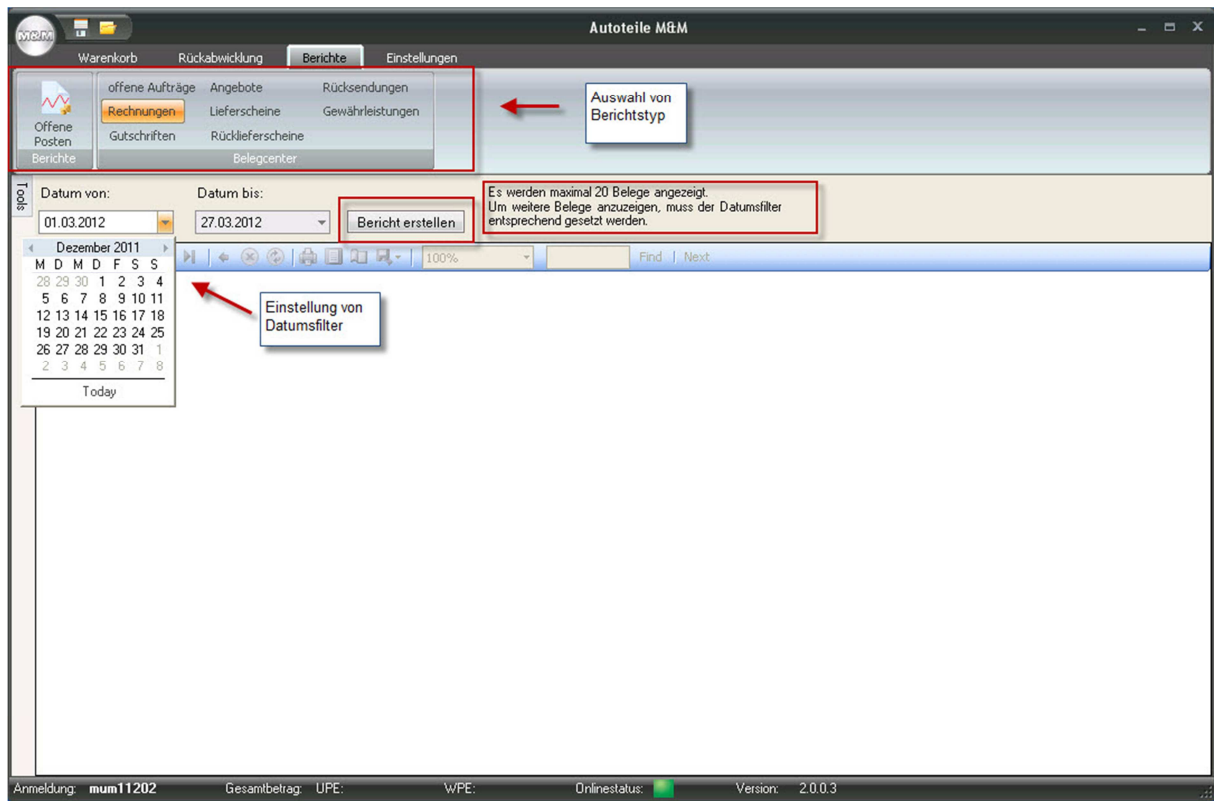 Autoteile M&M
M&M
Warenkorb Rückabwicklung Berichte Einstellungen
offene Aufträge Angebote Rücksendungen
Rechnungen Lieferscheine Gewährleistungen
Gutschriften Rücklieferscheine
Offene
Posten
Berichte Belegcenter
Auswahl von
Berichtstyp
Tools
Datum von: Datum bis:
01.03.2012 27.03.2012 Bericht erstellen
Es werden maximal 20 Belege angezeigt.
Um weitere Belege anzuzeigen, muss der Datumsfilter
entsprechend gesetzt werden.
100% Find | Next
Dezember 2011
M D M D F S S
28 29 30 1 2 3 4
5 6 7 8 9 10 11
12 13 14 15 16 17 18
19 20 21 22 23 24 25
26 27 28 29 30 31 1
2 3 4 5 6 7 8
Today
Einstellung von
Datumsfilter
Anmeldung: mum11202 Gesamtbetrag: UPE: WPE: Onlinestatus: Version: 2.0.0.3